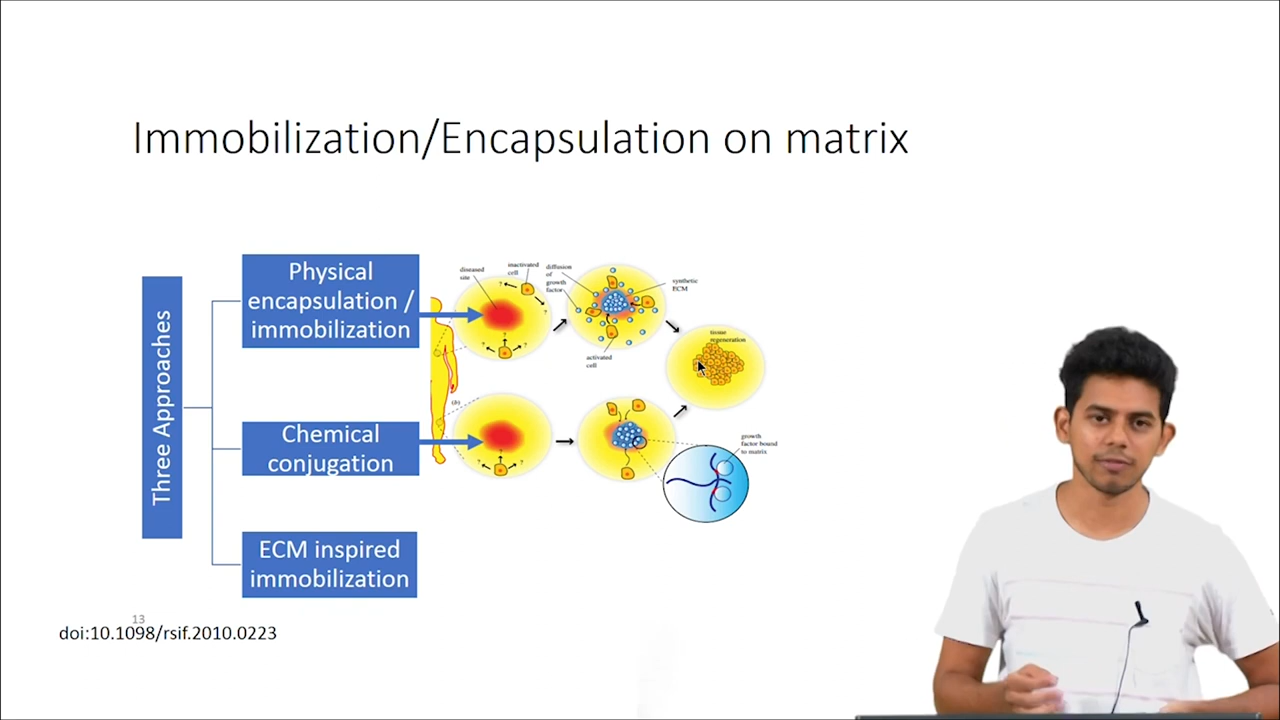 Immobilization/Encapsulation on matrix
Three Approaches
Physical
encapsulation /
immobilization
Chemical
conjugation
ECM inspired
immobilization
diseased
site
inactivated
cell
?
?
?
?
diffusion
of
growth
factor
synthetic
ECM
activated
cell
tissue
regeneration
(b)
?
?
growth
factor bound
to matrix
13
doi:10.1098/rsif.2010.0223